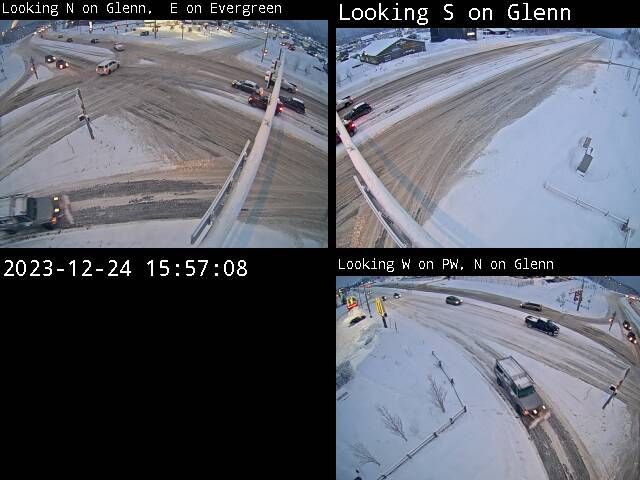 Looking N on Glenn,  E on Evergreen
Looking S on Glenn
2023-12-24 15:57:08
Looking W on PW, N on Glenn